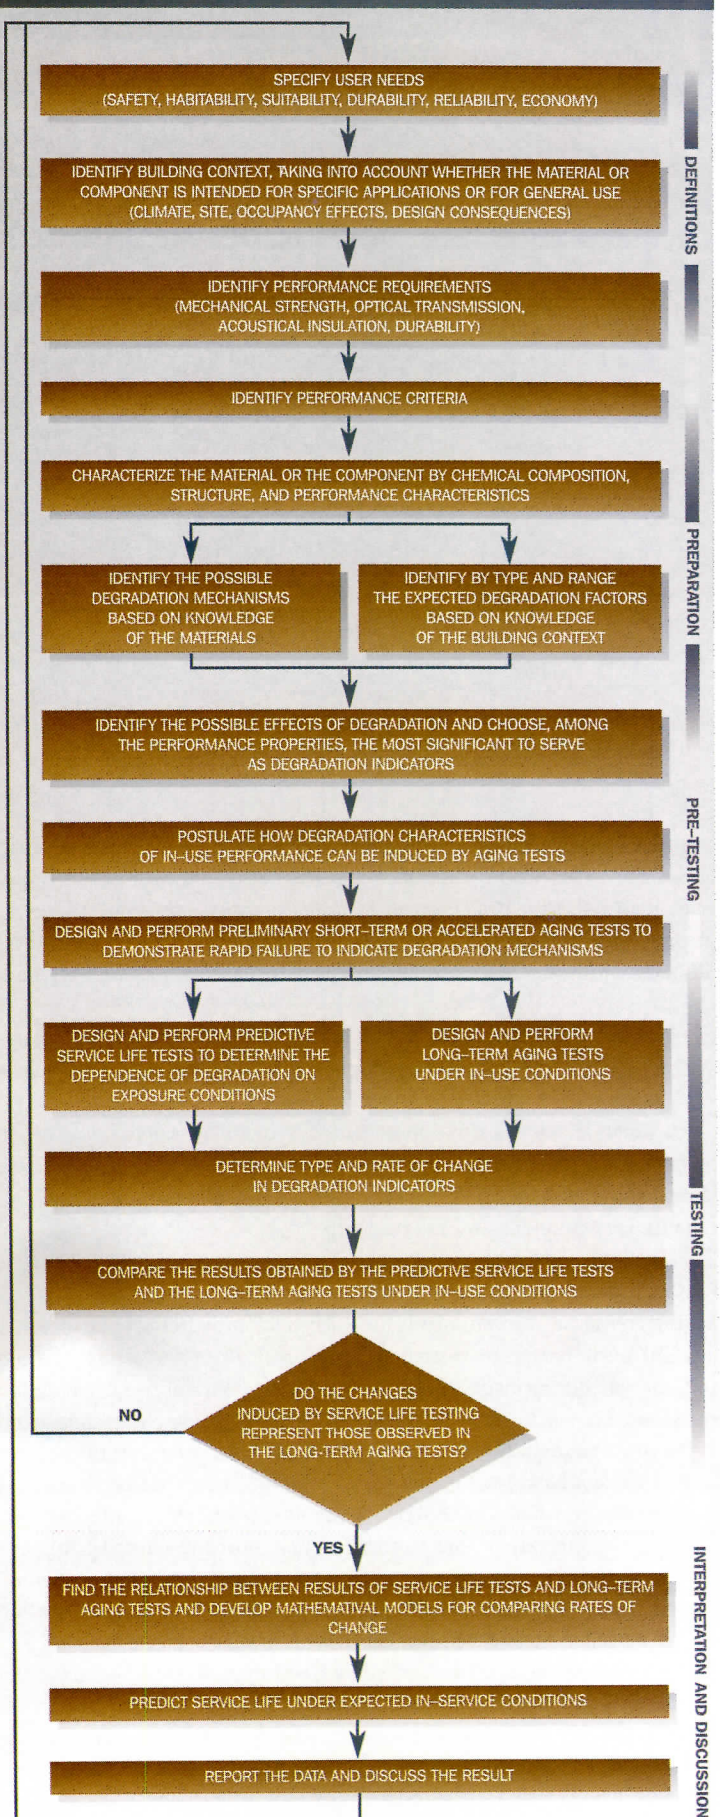 SPECIFY USER NEEDS
(SAFETY, HABITABILITY, SUITABILITY, DURABILITY, RELIABILITY, ECONOMY)
IDENTIFY BUILDING CONTEXT, TAKING INTO ACCOUNT WHETHER THE MATERIAL OR
COMPONENT IS INTENDED FOR SPECIFIC APPLICATIONS OR FOR GENERAL USE
(CLIMATE, SITE, OCCUPANCY EFFECTS, DESIGN CONSEQUENCES)
DEFINITIONS
IDENTIFY PERFORMANCE REQUIREMENTS
(MECHANICAL STRENGTH, OPTICAL TRANSMISSION,
ACOUSTICAL INSULATION, DURABILITY)
IDENTIFY PERFORMANCE CRITERIA
CHARACTERIZE THE MATERIAL OR THE COMPONENT BY CHEMICAL COMPOSITION,
STRUCTURE, AND PERFORMANCE CHARACTERISTICS
PREPARATION
IDENTIFY THE POSSIBLE
DEGRADATION MECHANISMS
BASED ON KNOWLEDGE
OF THE MATERIALS
IDENTIFY BY TYPE AND RANGE
THE EXPECTED DEGRADATION FACTORS
BASED ON KNOWLEDGE
OF THE BUILDING CONTEXT
IDENTIFY THE POSSIBLE EFFECTS OF DEGRADATION AND CHOOSE, AMONG
THE PERFORMANCE PROPERTIES, THE MOST SIGNIFICANT TO SERVE
AS DEGRADATION INDICATORS
PRE–TESTING
POSTULATE HOW DEGRADATION CHARACTERISTICS
OF IN–USE PERFORMANCE CAN BE INDUCED BY AGING TESTS
DESIGN AND PERFORM PRELIMINARY SHORT–TERM OR ACCELERATED AGING TESTS TO
DEMONSTRATE RAPID FAILURE TO INDICATE DEGRADATION MECHANISMS
DESIGN AND PERFORM PREDICTIVE
SERVICE LIFE TESTS TO DETERMINE THE
DEPENDENCE OF DEGRADATION ON
EXPOSURE CONDITIONS
DESIGN AND PERFORM
LONG–TERM AGING TESTS
UNDER IN–USE CONDITIONS
DETERMINE TYPE AND RATE OF CHANGE
IN DEGRADATION INDICATORS
TESTING
COMPARE THE RESULTS OBTAINED BY THE PREDICTIVE SERVICE LIFE TESTS
AND THE LONG–TERM AGING TESTS UNDER IN–USE CONDITIONS
DO THE CHANGES
INDUCED BY SERVICE LIFE TESTING
REPRESENT THOSE OBSERVED IN
THE LONG-TERM AGING TESTS?
NO
YES
FIND THE RELATIONSHIP BETWEEN RESULTS OF SERVICE LIFE TESTS AND LONG–TERM
AGING TESTS AND DEVELOP MATHEMATIVAL MODELS FOR COMPARING RATES OF
CHANGE
INTERPRETATION AND DISCUSSION
PREDICT SERVICE LIFE UNDER EXPECTED IN–SERVICE CONDITIONS
REPORT THE DATA AND DISCUSS THE RESULT